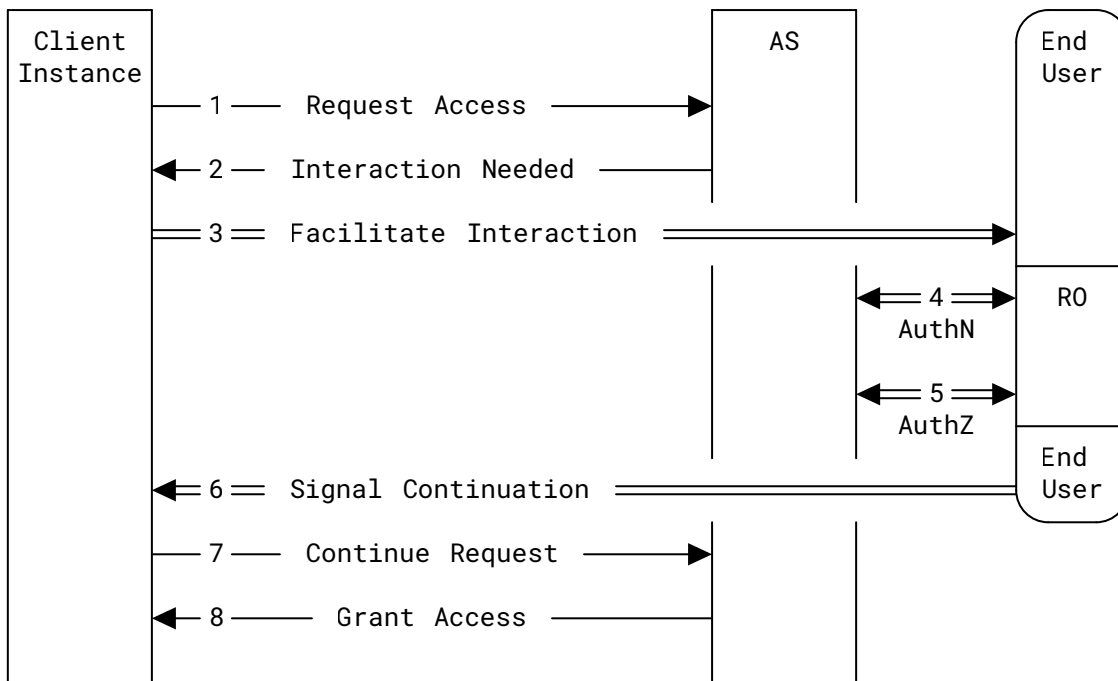 Client
Instance
AS
End
User
1 Request Access
2 Interaction Needed
3 Facilitate Interaction
4
RO
AuthN
5
AuthZ
End
User
6 Signal Continuation
7 Continue Request
8 Grant Access